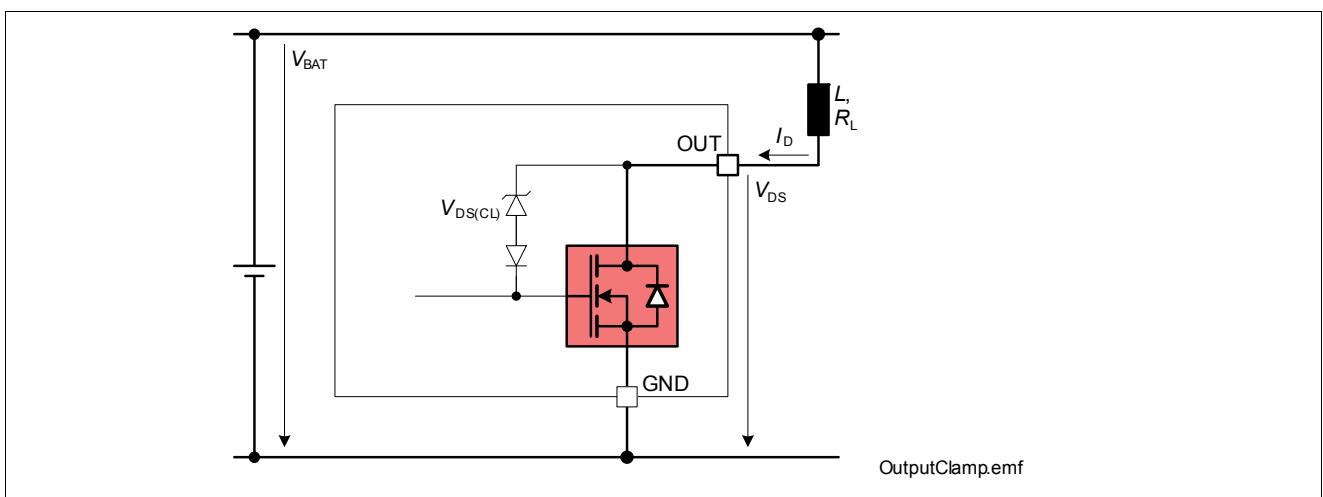 VBAT
L,
RL
OUT
ID
VDS
VDS(CL)
GND
OutputClamp.emf